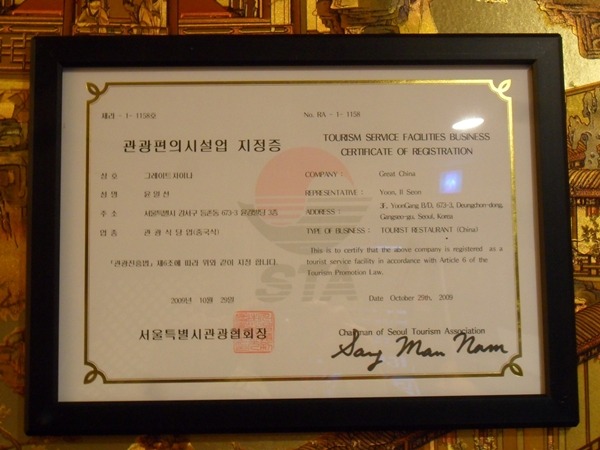 제리 - 1 - 1158호
관광편의시설업 지정증
상 호 그레이트차이나
성 명 윤일선
주 소 서울특별시 강서구 등촌동 673-3 윤강빌딩 3층
업 종 관 광 식 당 업(중국식)
「관광진흥법」제6조에 따라 위와 같이 지정 합니다.
2009년 10월 29일
서울특별시관광협회장
No. RA - 1 - 1158
TOURISM SERVICE FACILITIES BUSINESS
CERTIFICATE OF REGISTRATION
COMPANY : Great China
REPRESENTATIVE : Yoon, Il Seon
ADDRESS : 3F, YoonGang B/D, 673-3, Deungchon-dong,
Gangseo-gu, Seoul, Korea
TYPE OF BUSINESS : TOURIST RESTAURANT (China)
This is to certify that the above company is registered as a
tourist service facility in accordance with Article 6 of the
Tourism Promotion Law.
Date October 29th, 2009
Chairman of Seoul Tourism Association
Sang Man Nam
STA